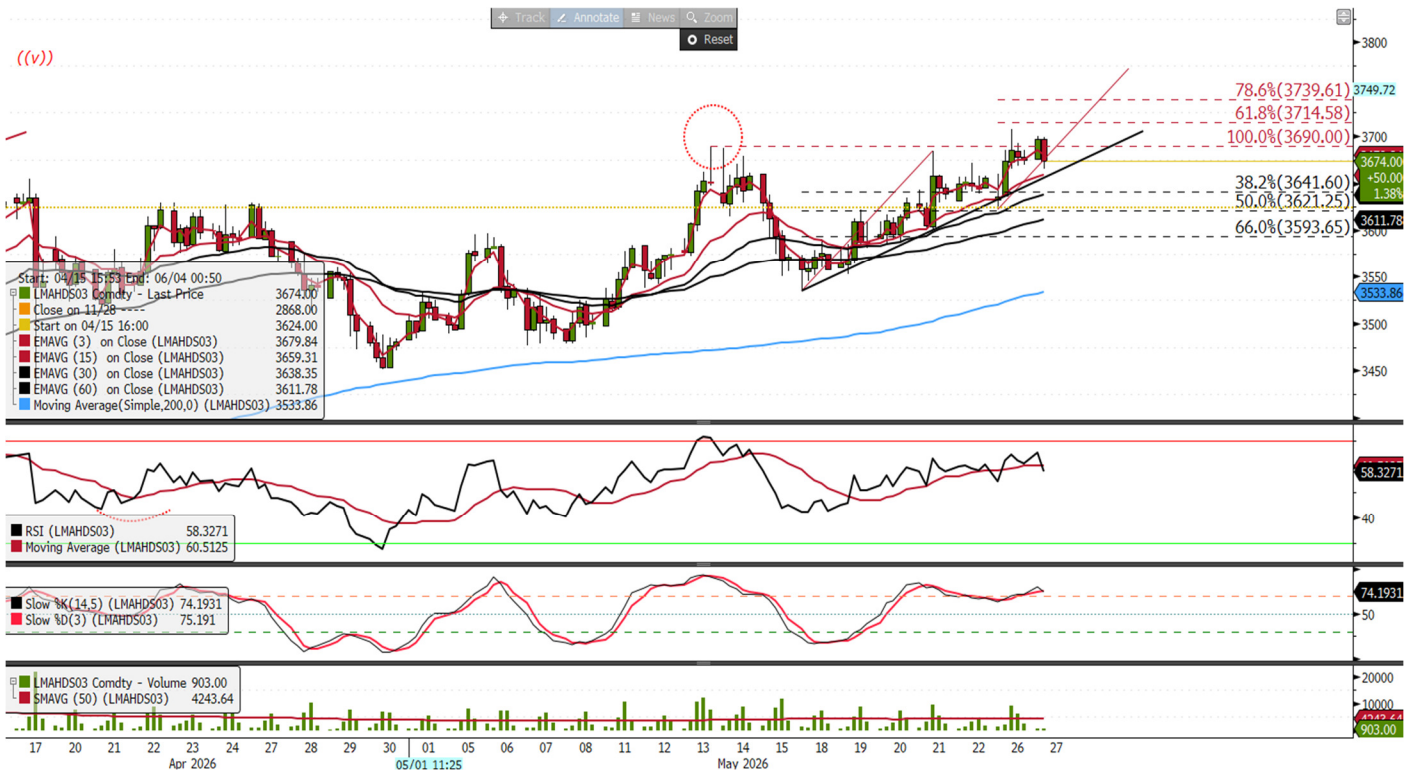 Track Annotate News Zoom
Reset
((v))
3800
78.6%(3739.61) 3749.72
61.8%(3714.58)
100.0%(3690.00) 3700
3674.00
+50.00
1.38%
38.2%(3641.60)
50.0%(3621.25)
3611.78
66.0%(3593.65) 3600
3550
3533.86
3500
3450
Start: 04/15 15:53 End: 06/04 00:50
LMAHDS03 Comdty - Last Price 3674.00
Close on 11/28 ---- 2868.00
Start on 04/15 16:00 3624.00
EMAVG (3) on Close (LMAHDS03) 3679.84
EMAVG (15) on Close (LMAHDS03) 3659.31
EMAVG (30) on Close (LMAHDS03) 3638.35
EMAVG (60) on Close (LMAHDS03) 3611.78
Moving Average(Simple,200,0) (LMAHDS03) 3533.86
58.3271
40
RSI (LMAHDS03) 58.3271
Moving Average (LMAHDS03) 60.5125
74.1931
50
Slow %K(14,5) (LMAHDS03) 74.1931
Slow %D(3) (LMAHDS03) 75.191
20000
10000
4243.64
903.00
LMAHDS03 Comdty - Volume 903.00
SMAVG (50) (LMAHDS03) 4243.64
17 20 21 22 23 24 27 28 29 30 01 05 06 07 08 11 12 13 14 15 18 19 20 21 22 26 27
Apr 2026 05/01 11:25 May 2026